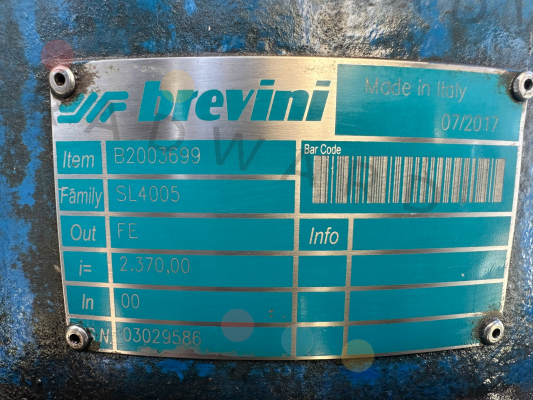 brevini
Made in Italy
07/2017
Item B2003699
Bar Code
Family SL4005
Out FE
Info
i= 2.370,00
In 00
S.N. 03029586